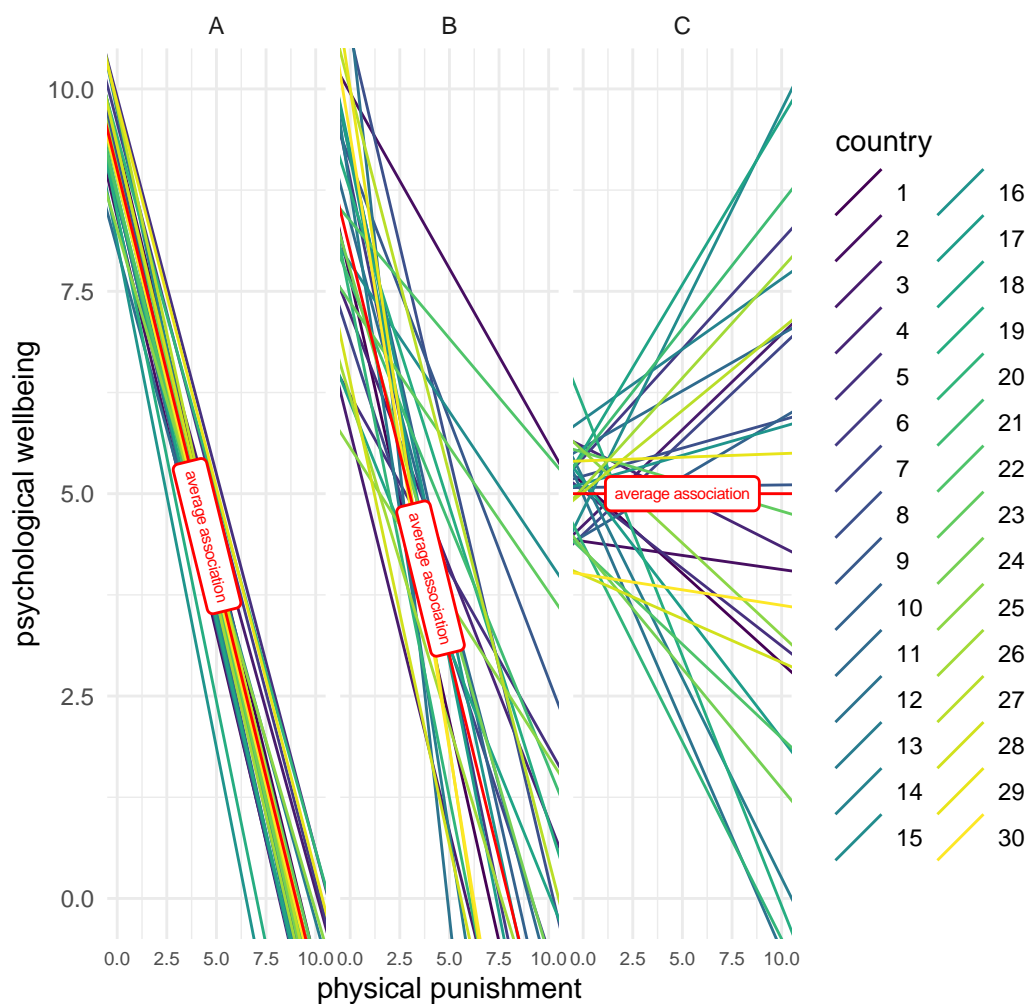 A B C
psychological wellbeing
10.0
7.5
5.0
2.5
0.0
average association
average association
average association
0.0 2.5 5.0 7.5 10.0 0.0 2.5 5.0 7.5 10.0 0.0 2.5 5.0 7.5 10.0
physical punishment
country
1 16
2 17
3 18
4 19
5 20
6 21
7 22
8 23
9 24
10 25
11 26
12 27
13 28
14 29
15 30